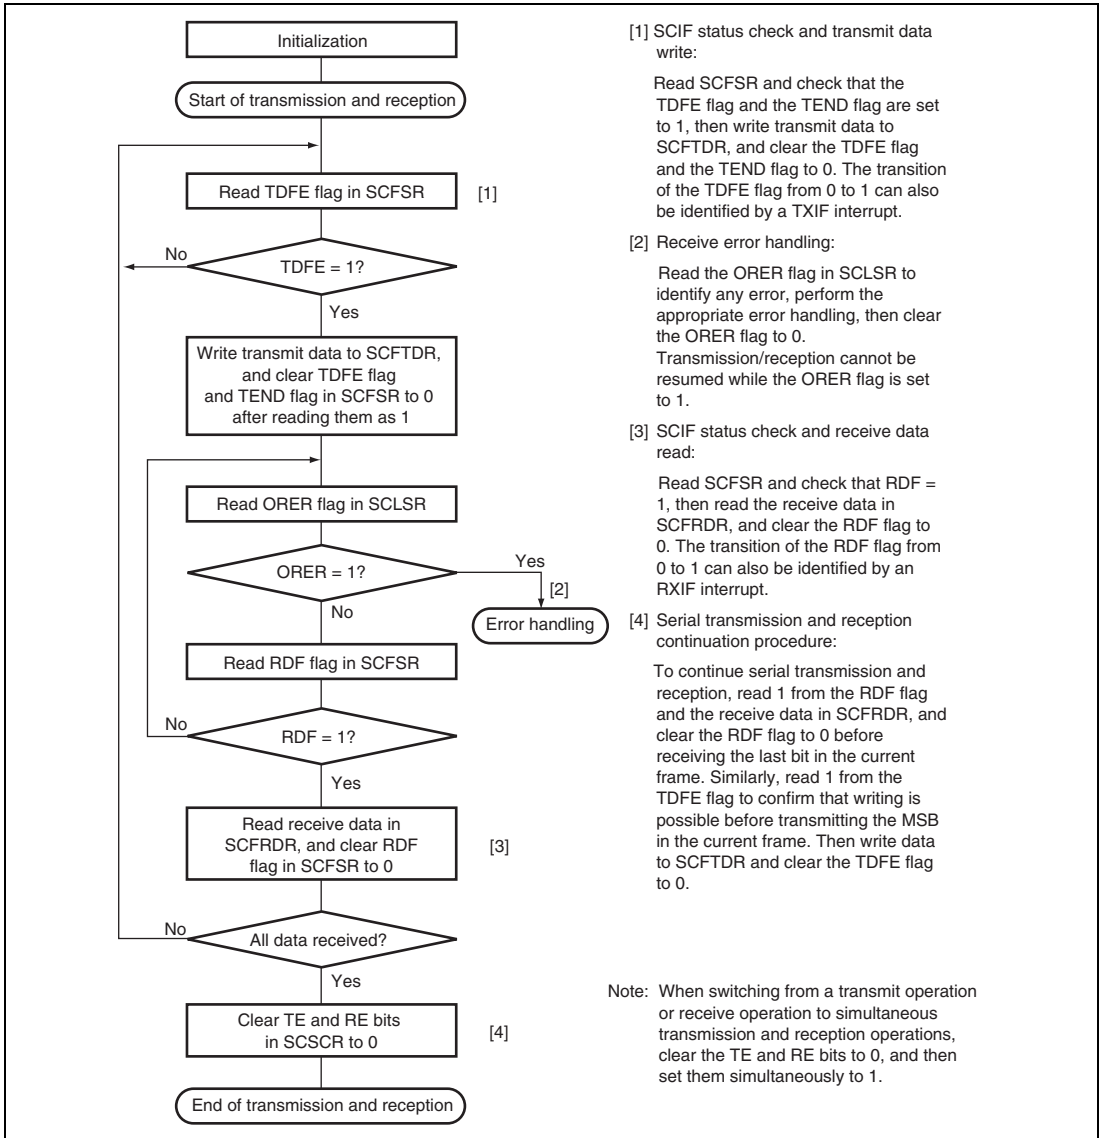 Initialization
Start of transmission and reception
Read TDFE flag in SCFSR
[1]
No
TDFE = 1?
Yes
Write transmit data to SCFTDR,
and clear TDFE flag
and TEND flag in SCFSR to 0
after reading them as 1
Read ORER flag in SCLSR
ORER = 1?
Yes
[2]
Error handling
No
Read RDF flag in SCFSR
No
RDF = 1?
Yes
Read receive data in
SCFRDR, and clear RDF
flag in SCFSR to 0
[3]
No
All data received?
Yes
Clear TE and RE bits
in SCSCR to 0
[4]
End of transmission and reception
[1] SCIF status check and transmit data
write:
Read SCFSR and check that the
TDFE flag and the TEND flag are set
to 1, then write transmit data to
SCFTDR, and clear the TDFE flag
and the TEND flag to 0. The transition
of the TDFE flag from 0 to 1 can also
be identified by a TXIF interrupt.
[2] Receive error handling:
Read the ORER flag in SCLSR to
identify any error, perform the
appropriate error handling, then clear
the ORER flag to 0.
Transmission/reception cannot be
resumed while the ORER flag is set
to 1.
[3] SCIF status check and receive data
read:
Read SCFSR and check that RDF =
1, then read the receive data in
SCFRDR, and clear the RDF flag to
0. The transition of the RDF flag from
0 to 1 can also be identified by an
RXIF interrupt.
[4] Serial transmission and reception
continuation procedure:
To continue serial transmission and
reception, read 1 from the RDF flag
and the receive data in SCFRDR, and
clear the RDF flag to 0 before
receiving the last bit in the current
frame. Similarly, read 1 from the
TDFE flag to confirm that writing is
possible before transmitting the MSB
in the current frame. Then write data
to SCFTDR and clear the TDFE flag
to 0.
Note: When switching from a transmit operation
or receive operation to simultaneous
transmission and reception operations,
clear the TE and RE bits to 0, and then
set them simultaneously to 1.